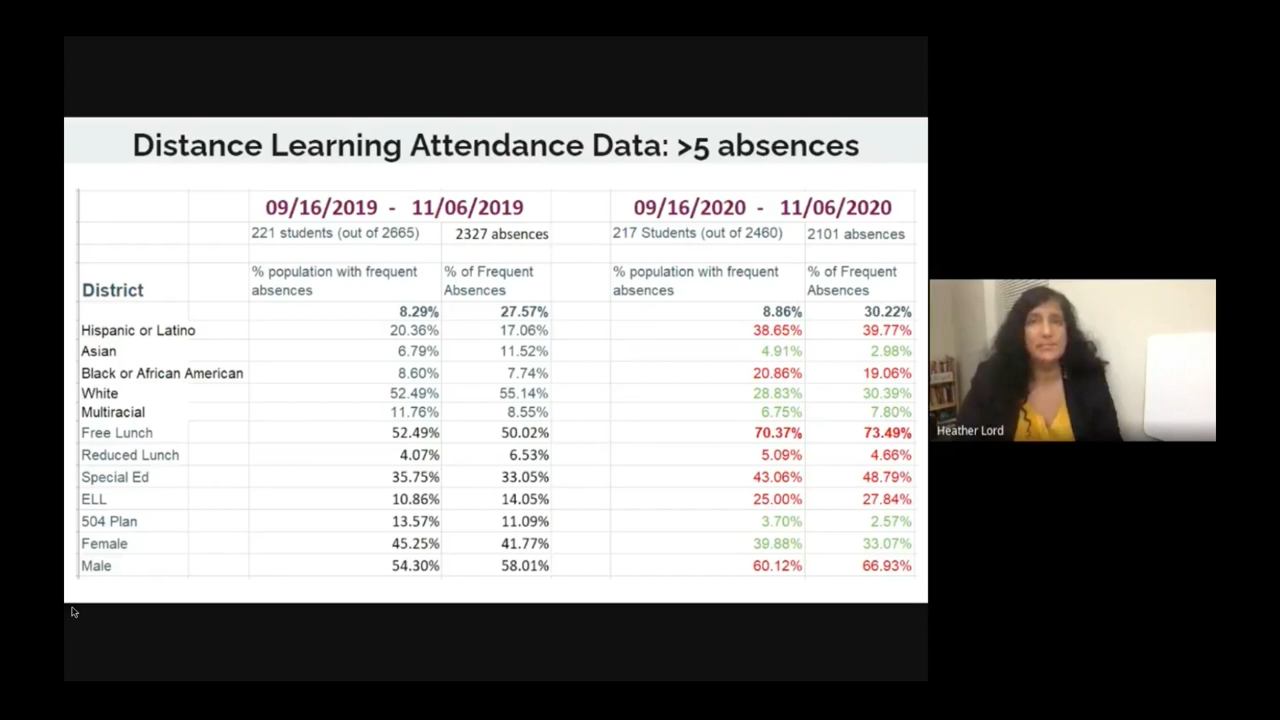 Distance Learning Attendance Data: >5 absences
09/16/2019 - 11/06/2019 09/16/2020 - 11/06/2020
221 students (out of 2665) 2327 absences 217 Students (out of 2460) 2101 absences
% population with frequent % of Frequent % population with frequent % of Frequent
District absences Absences absences Absences
8.29% 27.57% 8.86% 30.22%
Hispanic or Latino 20.36% 17.06% 38.65% 39.77%
Asian 6.79% 11.52% 4.91% 2.98%
Black or African American 8.60% 7.74% 20.86% 19.06%
White 52.49% 55.14% 28.83% 30.39%
Multiracial 11.76% 8.55% 6.75% 7.80%
Free Lunch 52.49% 50.02% 70.37% 73.49%
Reduced Lunch 4.07% 6.53% 5.09% 4.66%
Special Ed 35.75% 33.05% 43.06% 48.79%
ELL 10.86% 14.05% 25.00% 27.84%
504 Plan 13.57% 11.09% 3.70% 2.57%
Female 45.25% 41.77% 39.88% 33.07%
Male 54.30% 58.01% 60.12% 66.93%
Heather Lord